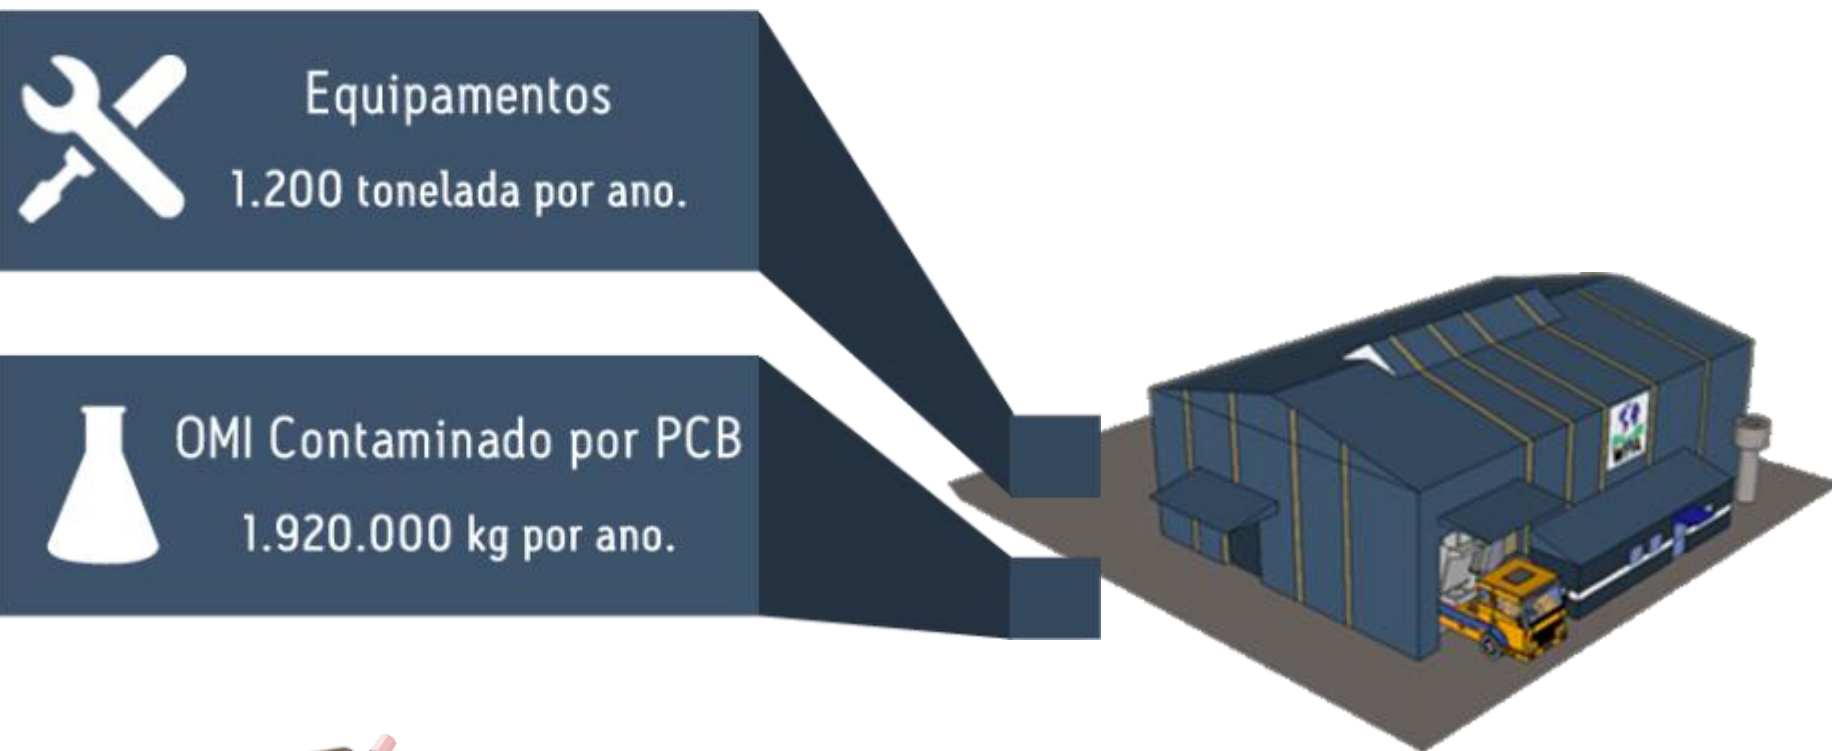 Equipamentos
1.200 tonelada por ano.
OMI Contaminado por PCB
1.920.000 kg por ano.